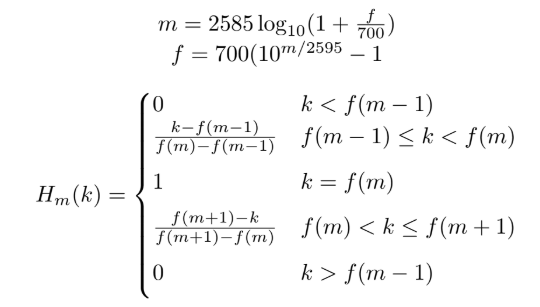 m = 2585 log₁₀(1 + f/700)
f = 700(10^{m/2595} − 1
H_m(k) = {
0 k < f(m − 1)
(k−f(m−1))/(f(m)−f(m−1)) f(m − 1) ≤ k < f(m)
1 k = f(m)
(f(m+1)−k)/(f(m+1)−f(m)) f(m) < k ≤ f(m + 1)
0 k > f(m − 1)